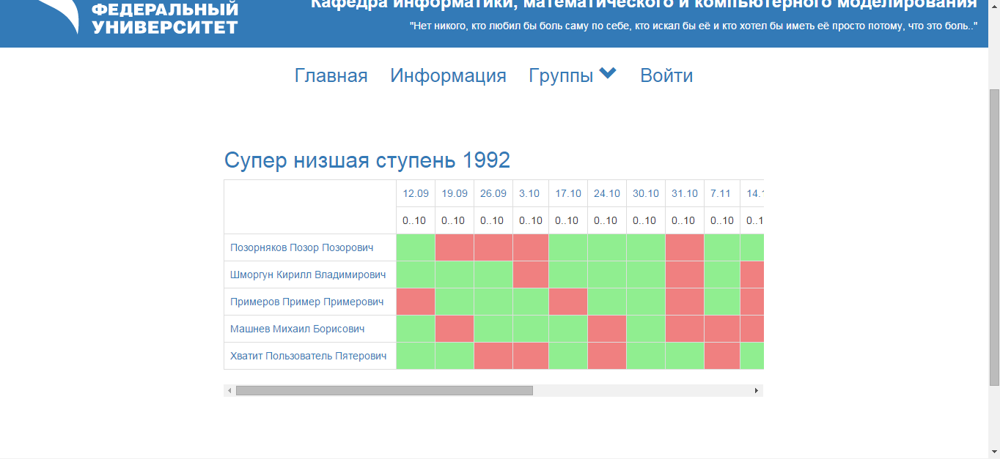 ФЕДЕРАЛЬНЫЙ
УНИВЕРСИТЕТ
Кафедра информатики, математического и компьютерного моделирования
"Нет никого, кто любил бы боль саму по себе, кто искал бы её и кто хотел бы иметь её просто потому, что это боль.."
Главная Информация Группы Войти
Супер низшая ступень 1992
12.09 19.09 26.09 3.10 17.10 24.10 30.10 31.10 7.11 14.1
0..10 0..10 0..10 0..10 0..10 0..10 0..10 0..10 0..10 0..1
Позорняков Позор Позорович
Шморгун Кирилл Владимирович
Примеров Пример Примерович
Машнев Михаил Борисович
Хватит Пользователь Пятерович